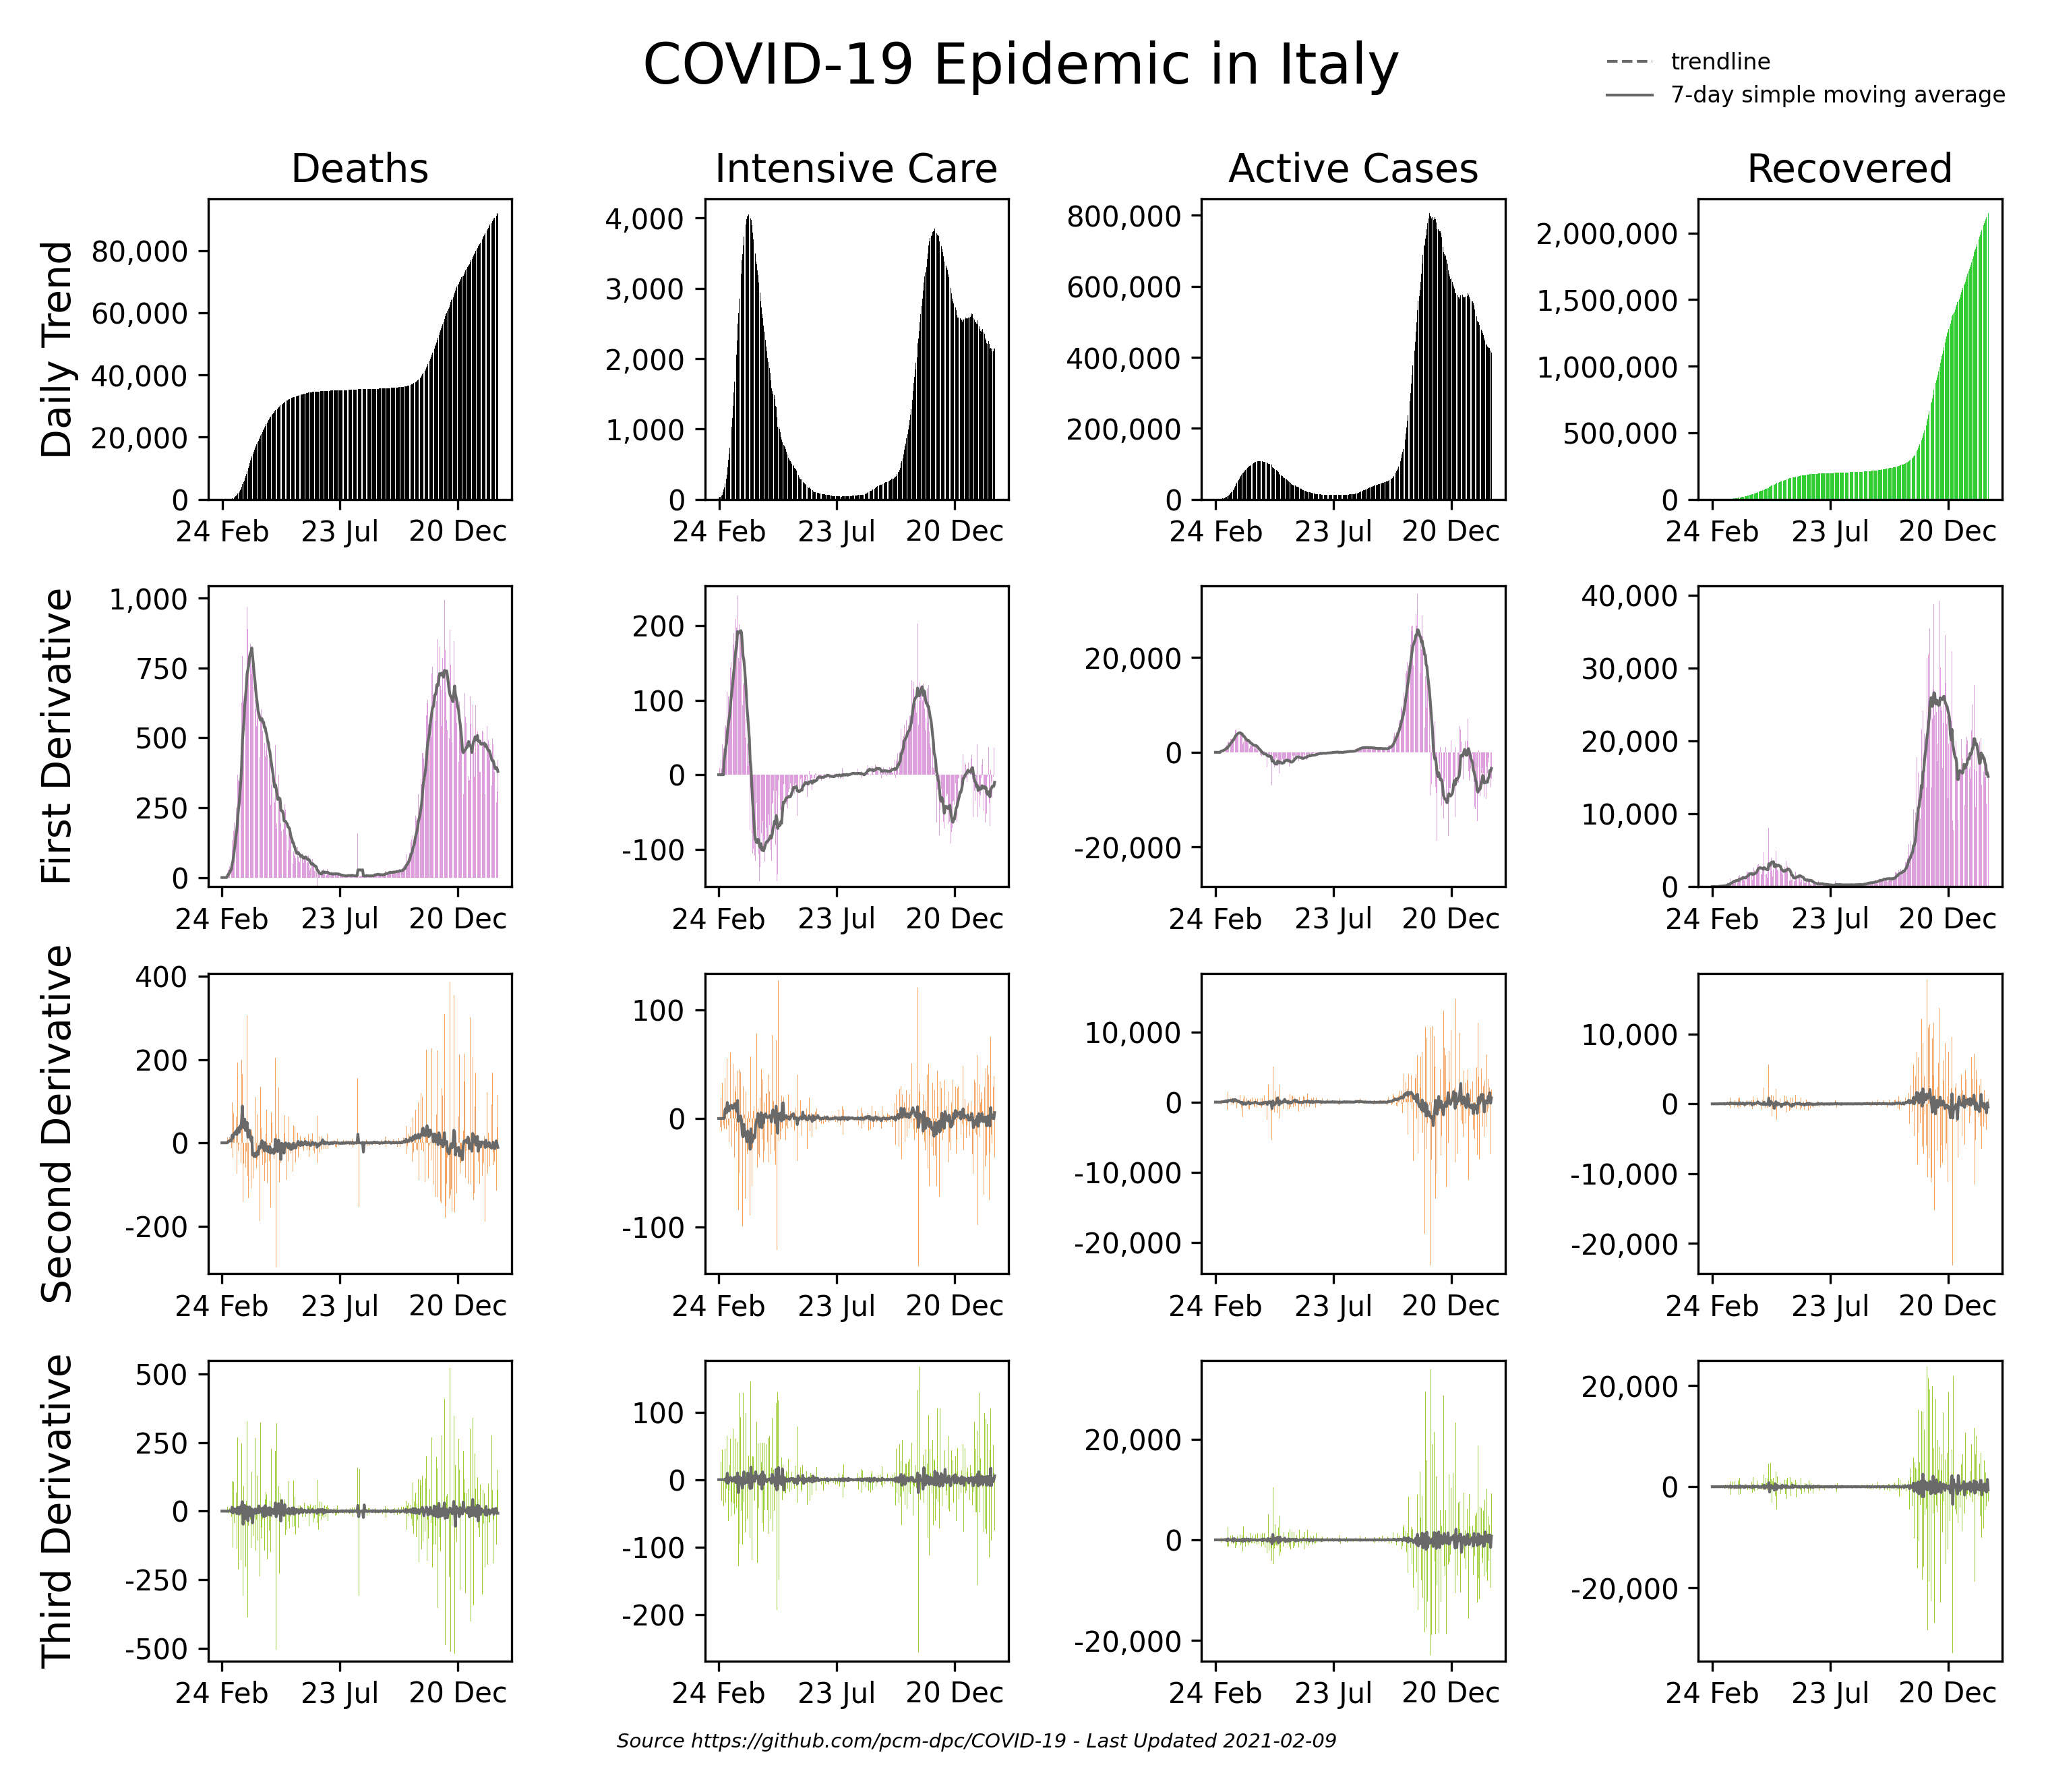 COVID-19 Epidemic in Italy
trendline
7-day simple moving average
Deaths
Intensive Care
Active Cases
Recovered
Daily Trend
80,000
60,000
40,000
20,000
0
24 Feb 23 Jul 20 Dec
4,000
3,000
2,000
1,000
0
24 Feb 23 Jul 20 Dec
800,000
600,000
400,000
200,000
0
24 Feb 23 Jul 20 Dec
2,000,000
1,500,000
1,000,000
500,000
0
24 Feb 23 Jul 20 Dec
First Derivative
1,000
750
500
250
0
24 Feb 23 Jul 20 Dec
200
100
0
-100
24 Feb 23 Jul 20 Dec
20,000
0
-20,000
24 Feb 23 Jul 20 Dec
40,000
30,000
20,000
10,000
0
24 Feb 23 Jul 20 Dec
Second Derivative
400
200
0
-200
24 Feb 23 Jul 20 Dec
100
0
-100
24 Feb 23 Jul 20 Dec
10,000
0
-10,000
-20,000
24 Feb 23 Jul 20 Dec
10,000
0
-10,000
-20,000
24 Feb 23 Jul 20 Dec
Third Derivative
500
250
0
-250
-500
24 Feb 23 Jul 20 Dec
100
0
-100
-200
24 Feb 23 Jul 20 Dec
20,000
0
-20,000
24 Feb 23 Jul 20 Dec
20,000
0
-20,000
24 Feb 23 Jul 20 Dec
Source https://github.com/pcm-dpc/COVID-19 - Last Updated 2021-02-09